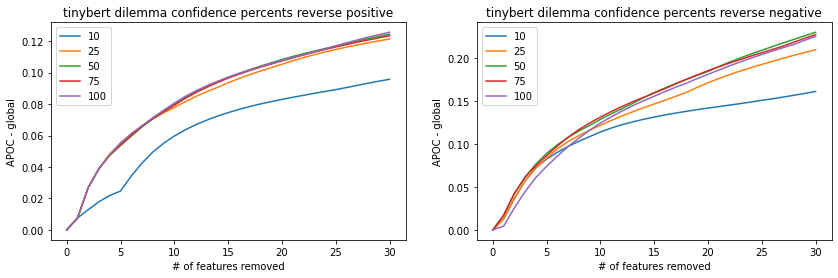 tinybert dilemma confidence percents reverse positive
10
25
50
75
100
0.12
0.10
0.08
0.06
0.04
0.02
0.00
APOC - global
0 5 10 15 20 25 30
# of features removed
tinybert dilemma confidence percents reverse negative
10
25
50
75
100
0.20
0.15
0.10
0.05
0.00
APOC - global
0 5 10 15 20 25 30
# of features removed